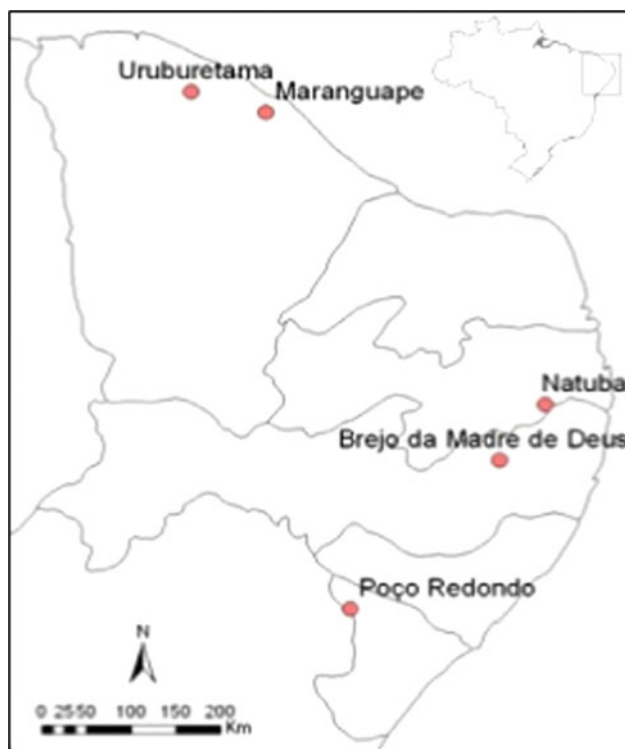 Uruburetama
Maranguape
Natuba
Brejo da Madre de Deus
Poço Redondo
N
0 25 50 100 150 200
Km